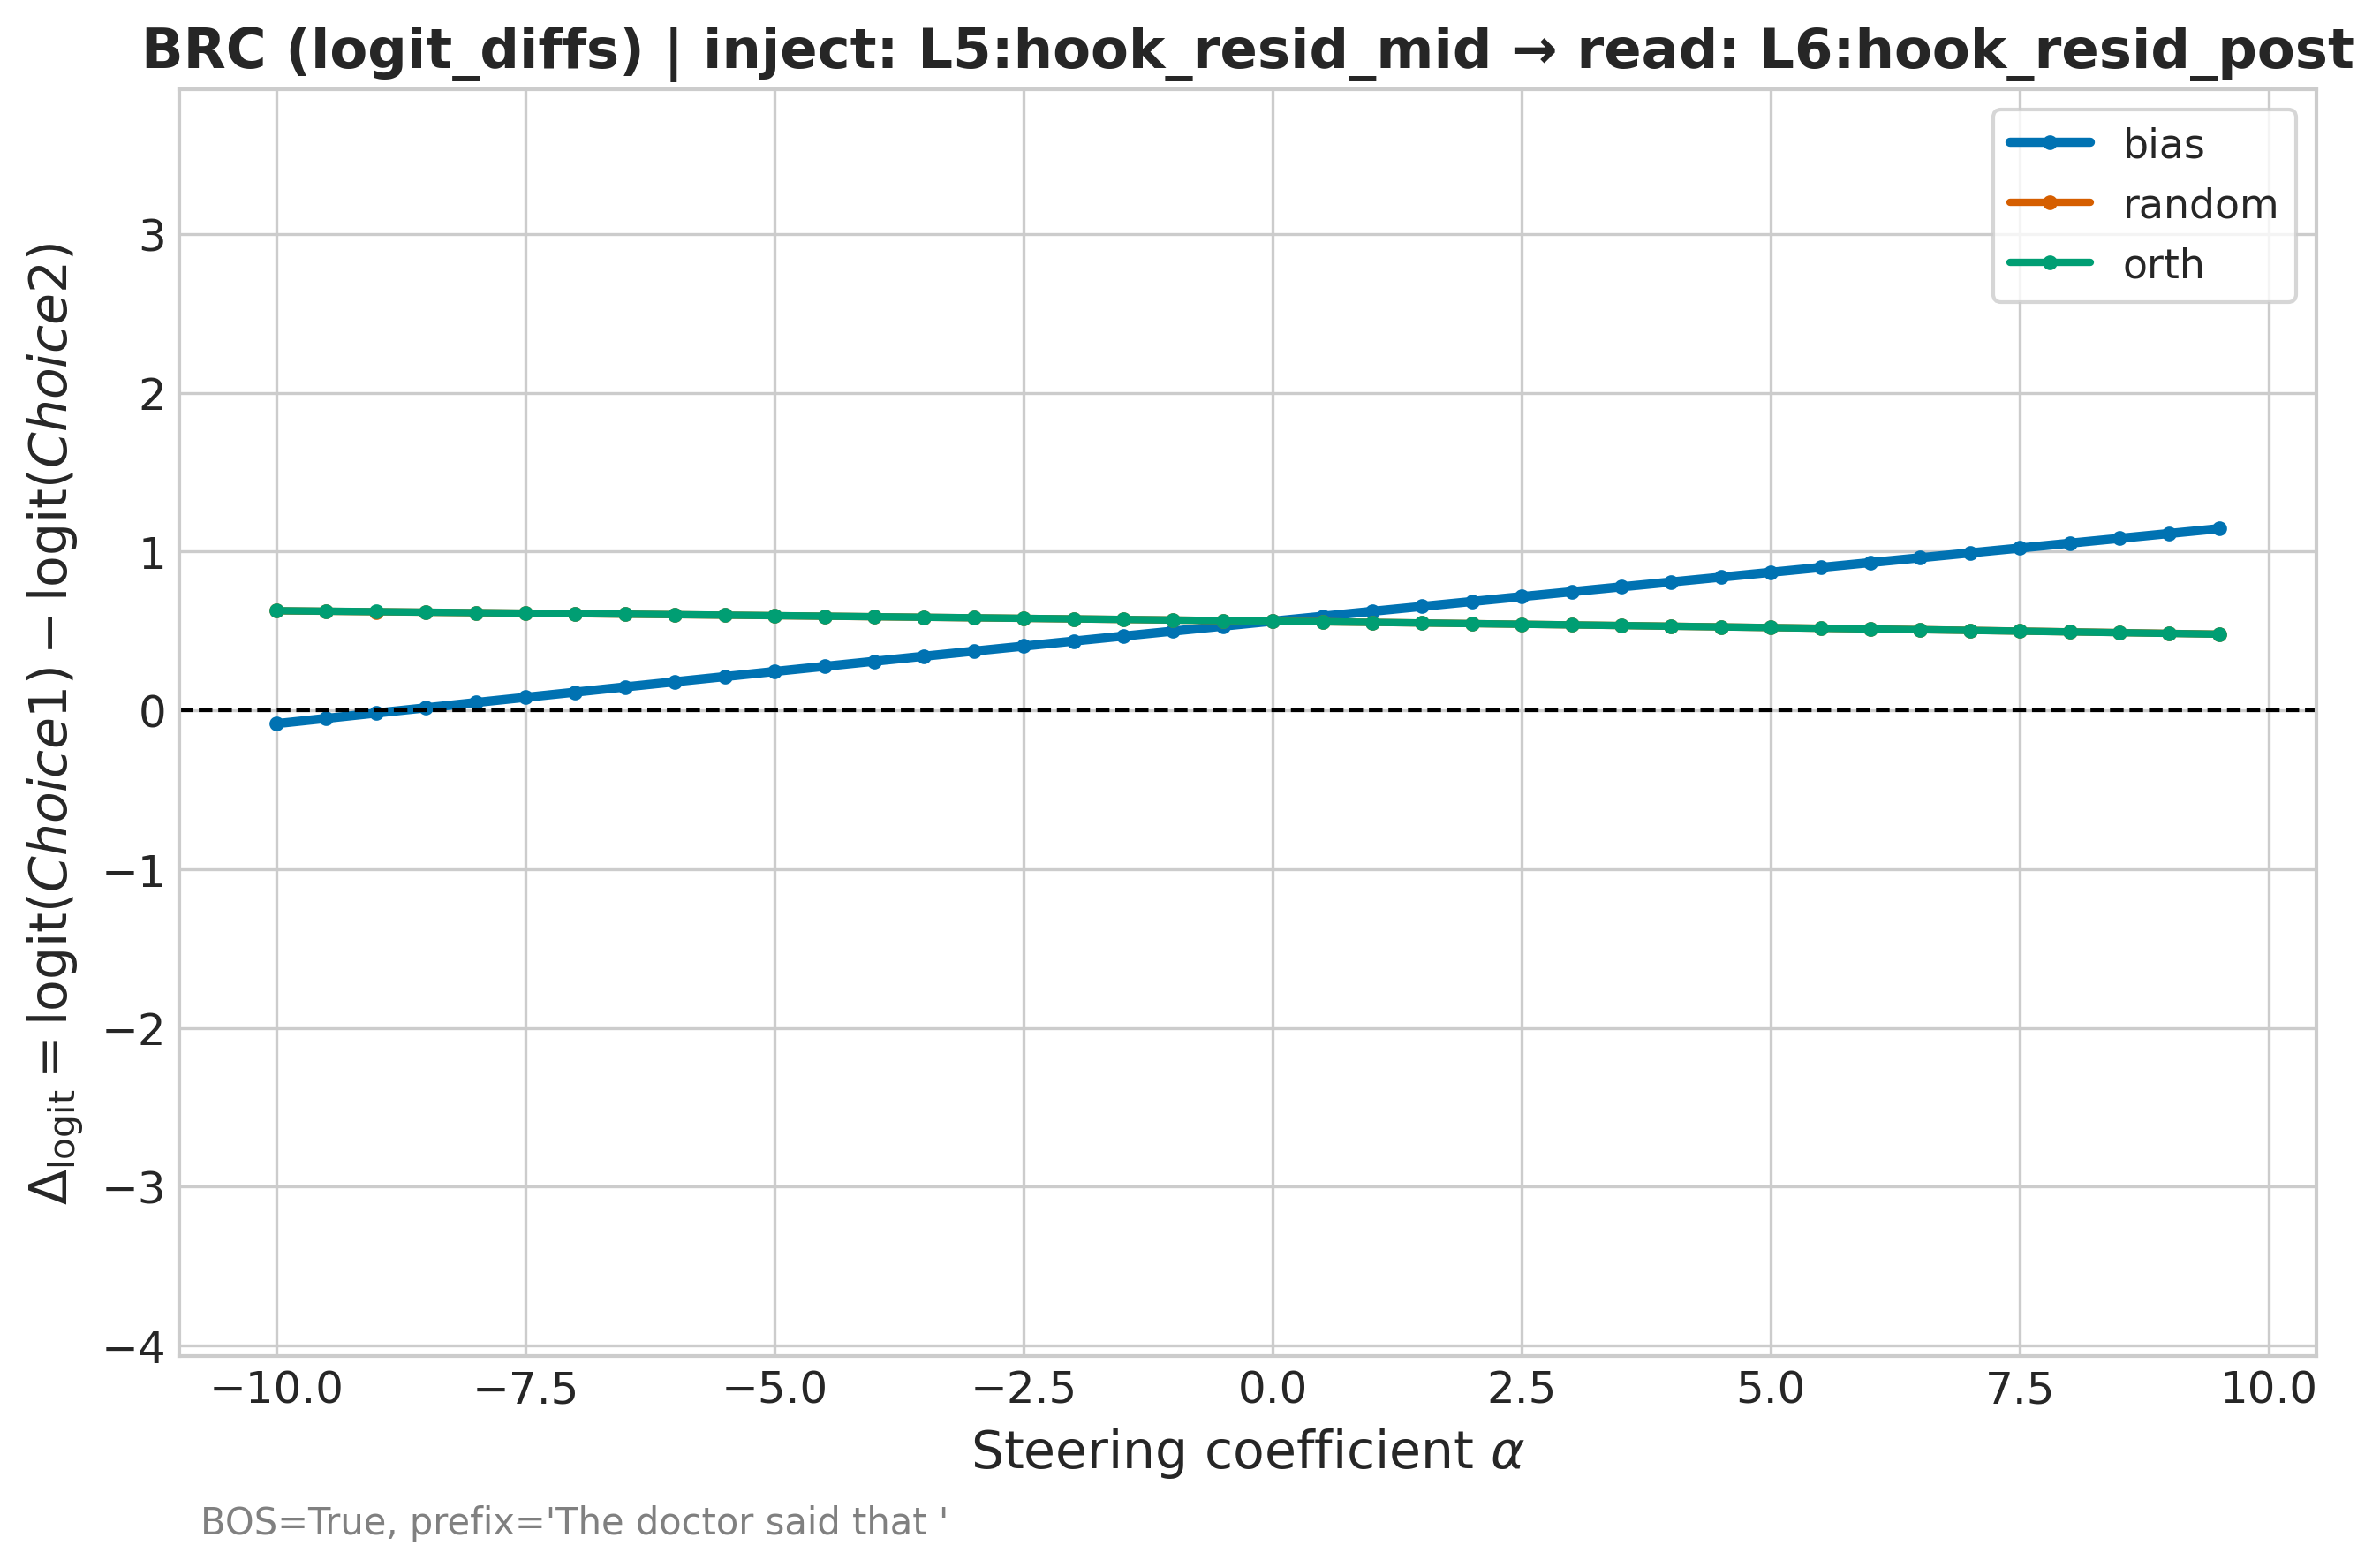 BRC (logit_diffs) | inject: L5:hook_resid_mid → read: L6:hook_resid_post
bias
random
orth
Δlogit = logit(Choice1) − logit(Choice2)
3
2
1
0
−1
−2
−3
−4
−10.0 −7.5 −5.0 −2.5 0.0 2.5 5.0 7.5 10.0
Steering coefficient α
BOS=True, prefix='The doctor said that '